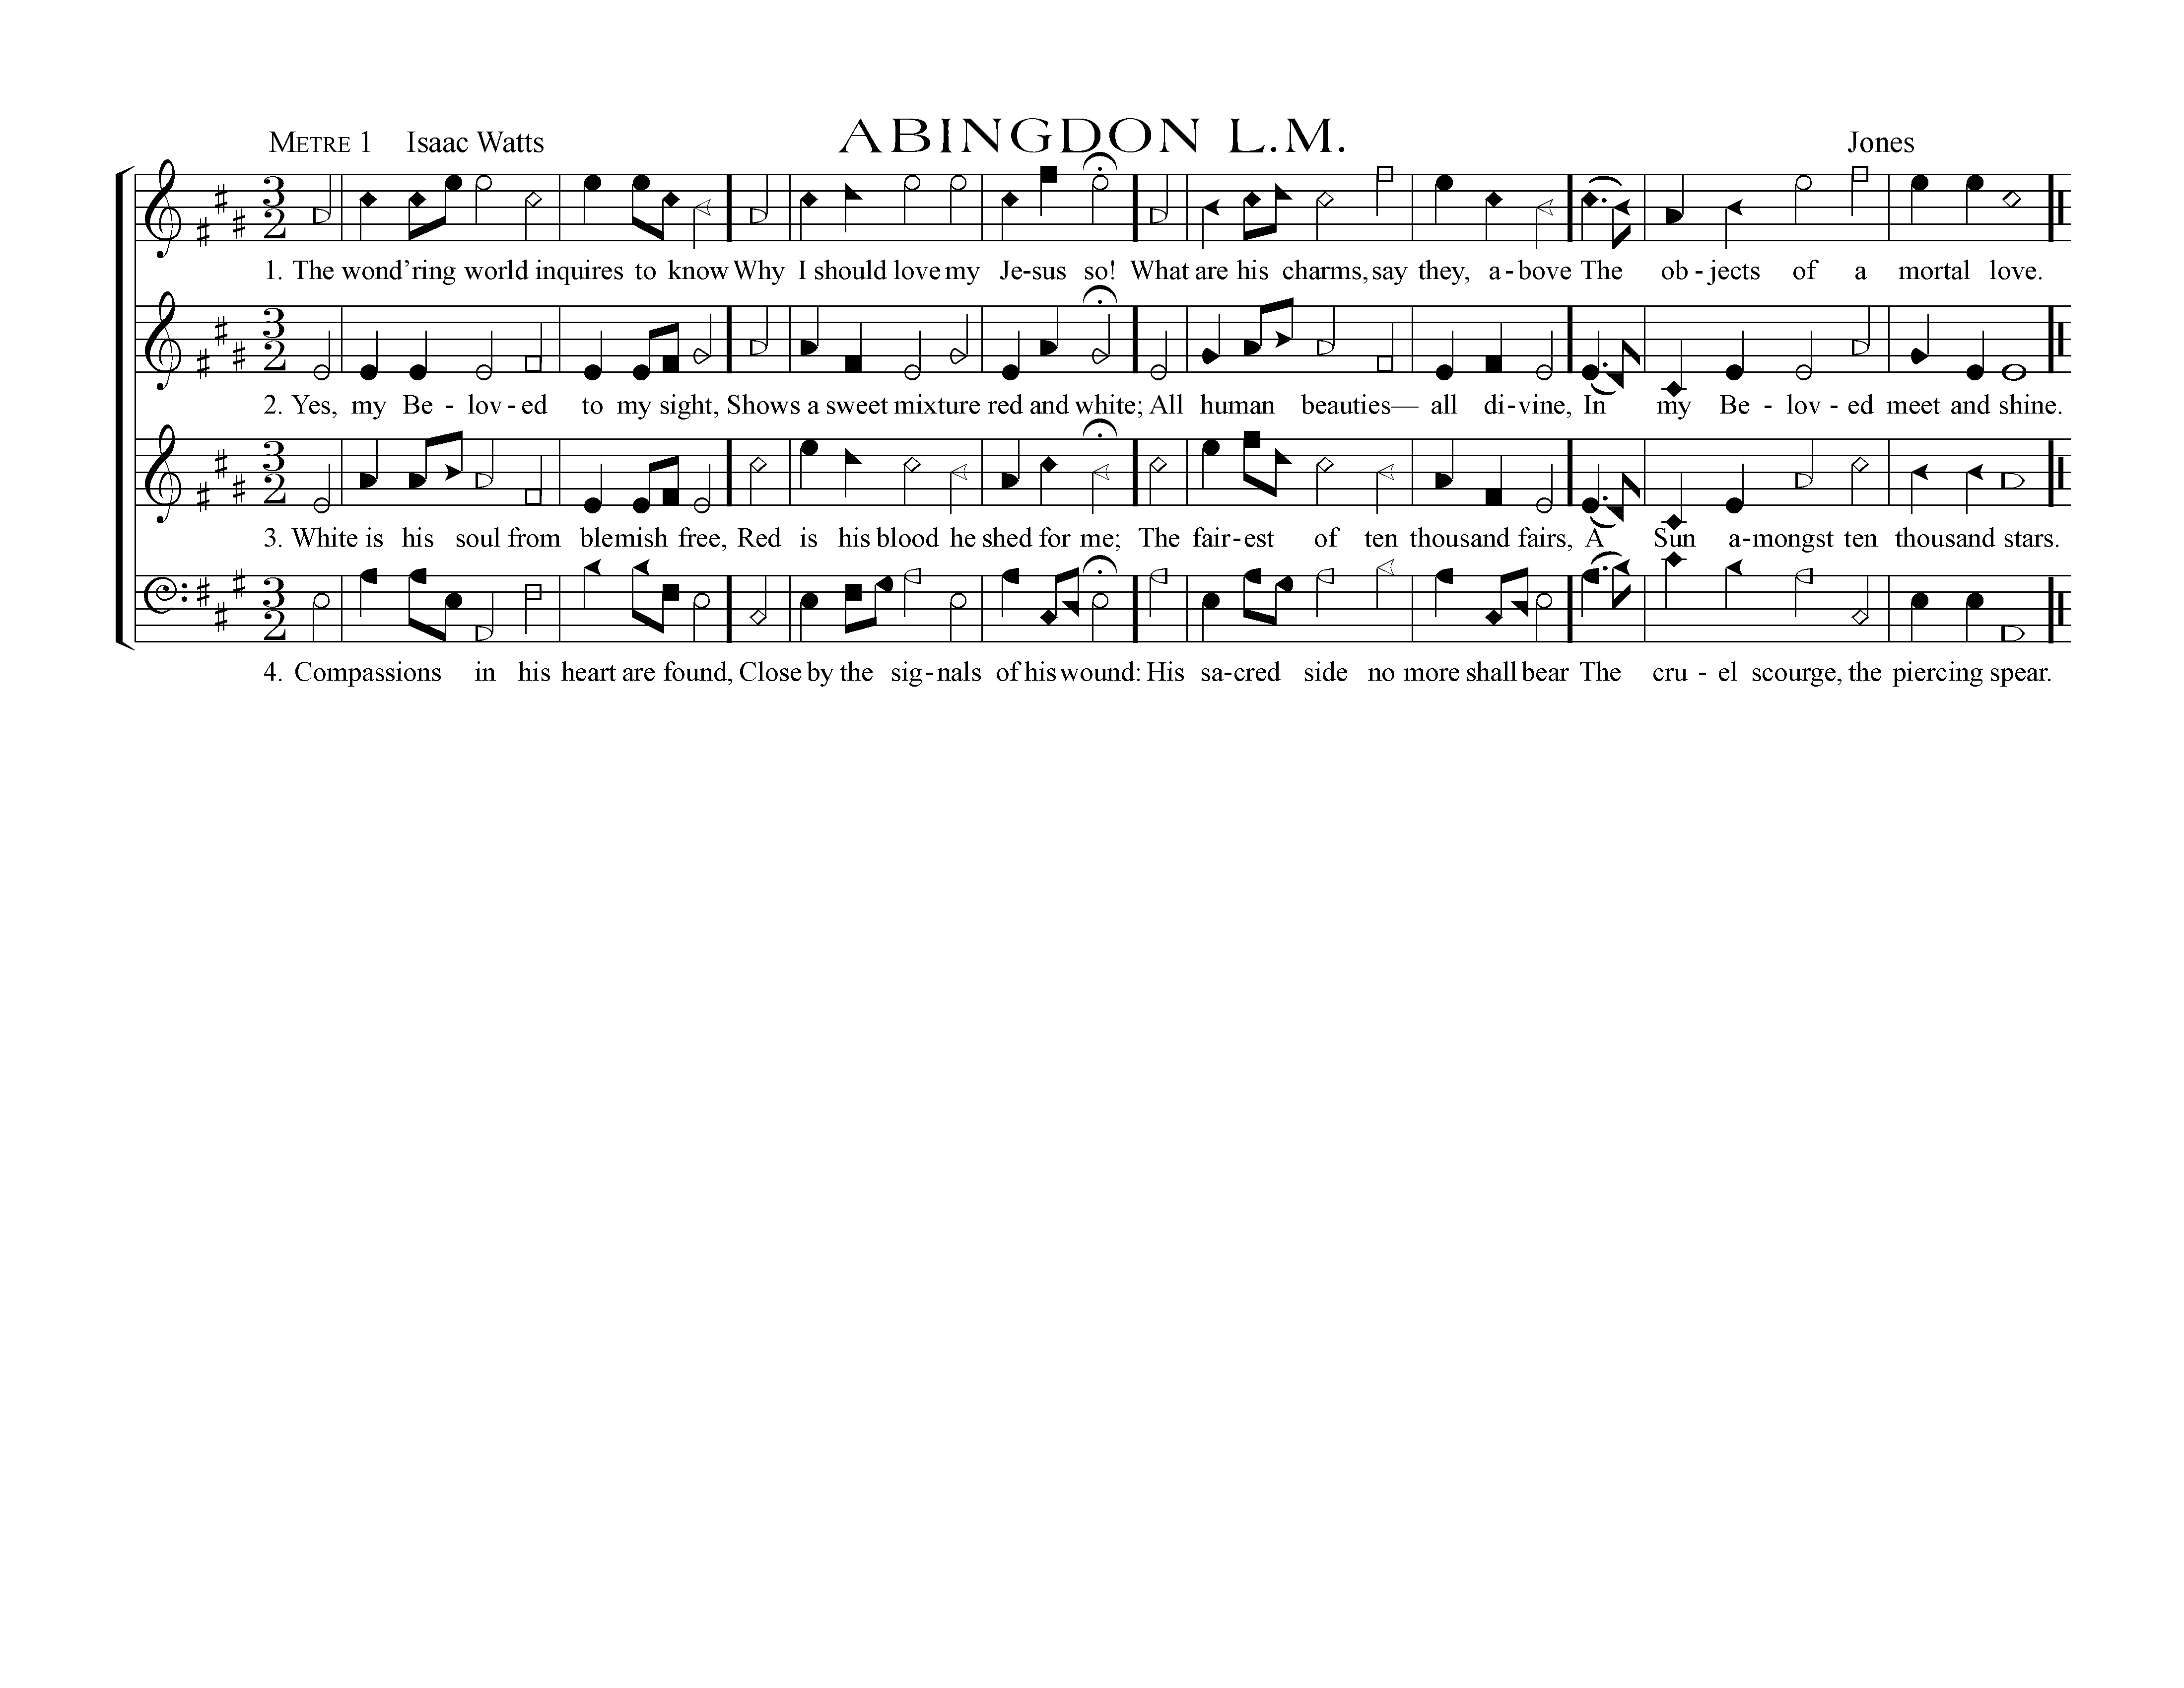 ABINGDON L.M.
METRE 1 Isaac Watts Jones
3 2
1. The wond'ring world inquires to know Why I should love my Je-sus so! What are his charms, say they, a-bove The ob-jects of a mortal love.
3 2
2. Yes, my Be-lov-ed to my sight, Shows a sweet mixture red and white; All human beauties— all di-vine, In my Be-lov-ed meet and shine.
3 2
3. White is his soul from blemish free, Red is his blood he shed for me; The fair-est of ten thousand fairs, A Sun a-mongst ten thousand stars.
3 2
4. Compassions in his heart are found, Close by the sig-nals of his wound: His sa-cred side no more shall bear The cru-el scourge, the piercing spear.